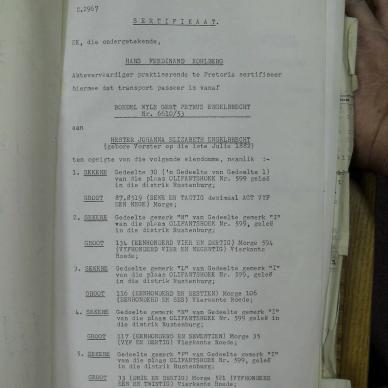 S.2967
SERTIFIKAAT.
EK, die ondergetekende,
HANS FERDINAND KOHLBERG
Aktevervaardiger praktiserende te Pretoria sertifiseer
hiermee dat transport passeer is vanaf
BOEDEL WYLE GERT PETRUS ENGELBRECHT
Nr. 6610/53
aan
HESTER JOHANNA ELIZABETH ENGELBRECHT
(gebore Vorster op die 1ste Julie 1882)
ten opsigte van die volgende eiendomme, naamlik :-
1. SEKERE Gedeelte 30 ('n Gedeelte van Gedeelte 1)
van die plaas OLIFANTSHOEK Nr. 599 geleë
in die distrik Rustenburg;
GROOT 87,8519 (SEWE EN TAGTIG desimaal AGT VYF
EEN NEGE) Morge;
2. SEKERE Gedeelte gemerk "H" van Gedeelte gemerk "I"
van die plaas OLIFANTSHOEK Nr. 599, geleë
in die distrik Rustenburg;
GROOT 134 (EENHONDERD VIER EN DERTIG) Morge 594
(VYFHONDERD VIER EN NEGENTIG) Vierkante
Roede;
3. SEKERE Gedeelte gemerk "L" van Gedeelte gemerk "I"
van die plaas OLIFANTSHOEK Nr. 599, geleë
in die distrik Rustenburg;
GROOT 116 (EENHONDERD EN SESTIEN) Morge 106
(EENHONDERD EN SES) Vierkante Roede;
4. SEKERE Gedeelte gemerk van Gedeelte gemerk "I"
van die plaas OLIFANTSHOEK Nr. 599 geleë in
die distrik Rustenburg;
GROOT 117 (EENHONDERD EN SEWENTIEN) Morge 35
(VYF EN DERTIG) Vierkante Roede;
5. SEKERE Gedeelte gemerk van Gedeelte gemerk "I"
van die plaas OLIFANTSHOEK Nr. 599, geleë
in die distrik Rustenburg;
GROOT 33 (DRIE EN DERTIG) Morge (VYFHONDERD
EEN EN TWINTIG) Vierkante Roede;